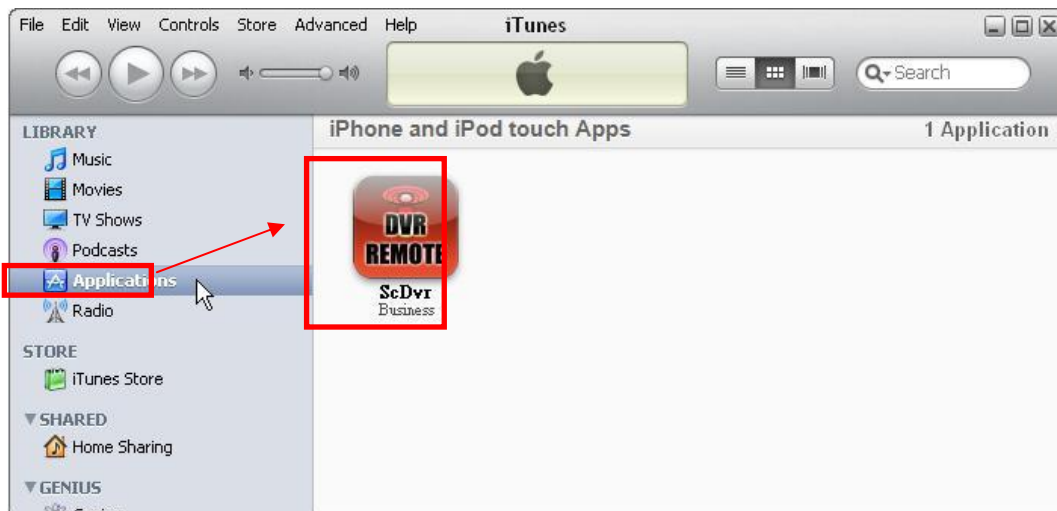 File Edit View Controls Store Advanced Help iTunes
Search
LIBRARY
Music
Movies
TV Shows
Podcasts
Applications
Radio
STORE
iTunes Store
SHARED
Home Sharing
GENIUS
iPhone and iPod touch Apps 1 Application
DVR
REMOTE
ScDvr
Business